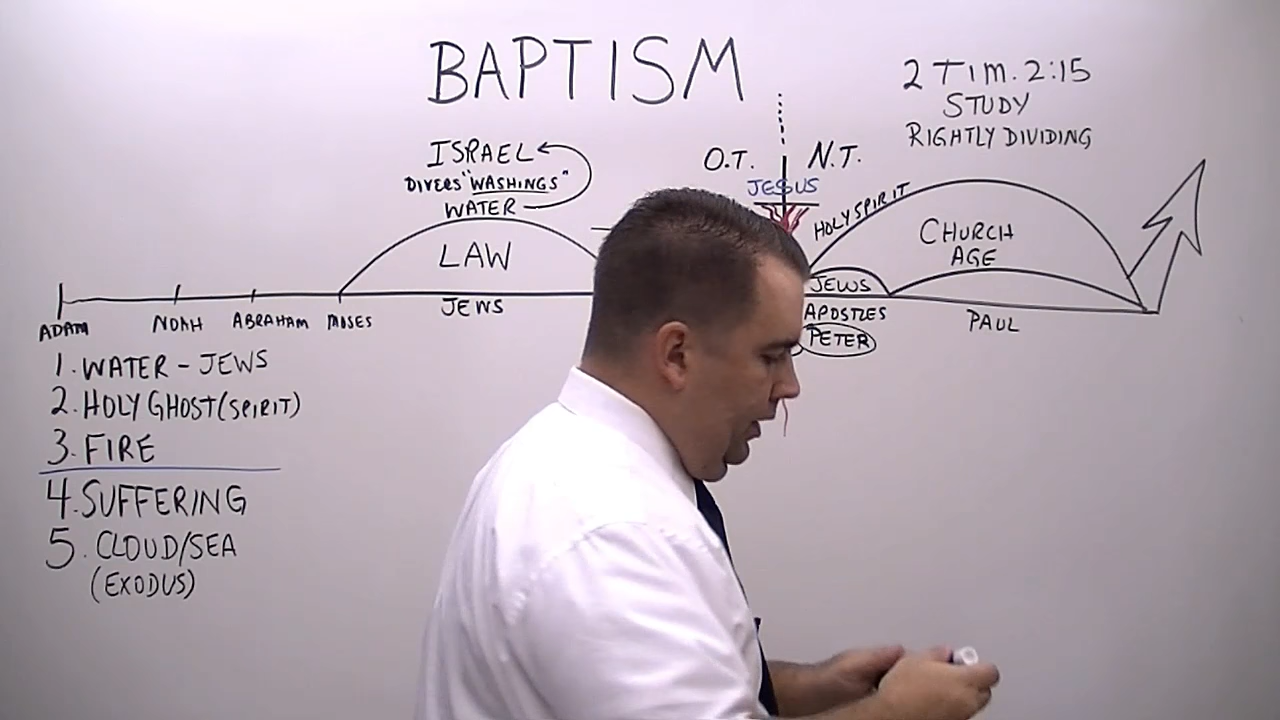 BAPTISM
2 TIM. 2:15
STUDY
RIGHTLY DIVIDING
ISRAEL
DIVERS "WASHINGS"
WATER
LAW
JEWS
O.T. N.T.
JESUS
HOLY SPIRIT
CHURCH
AGE
JEWS
APOSTLES
PETER
PAUL
ADAM NOAH ABRAHAM MOSES
1. WATER - JEWS
2. HOLY GHOST (SPIRIT)
3. FIRE
4. SUFFERING
5. CLOUD/SEA
(EXODUS)